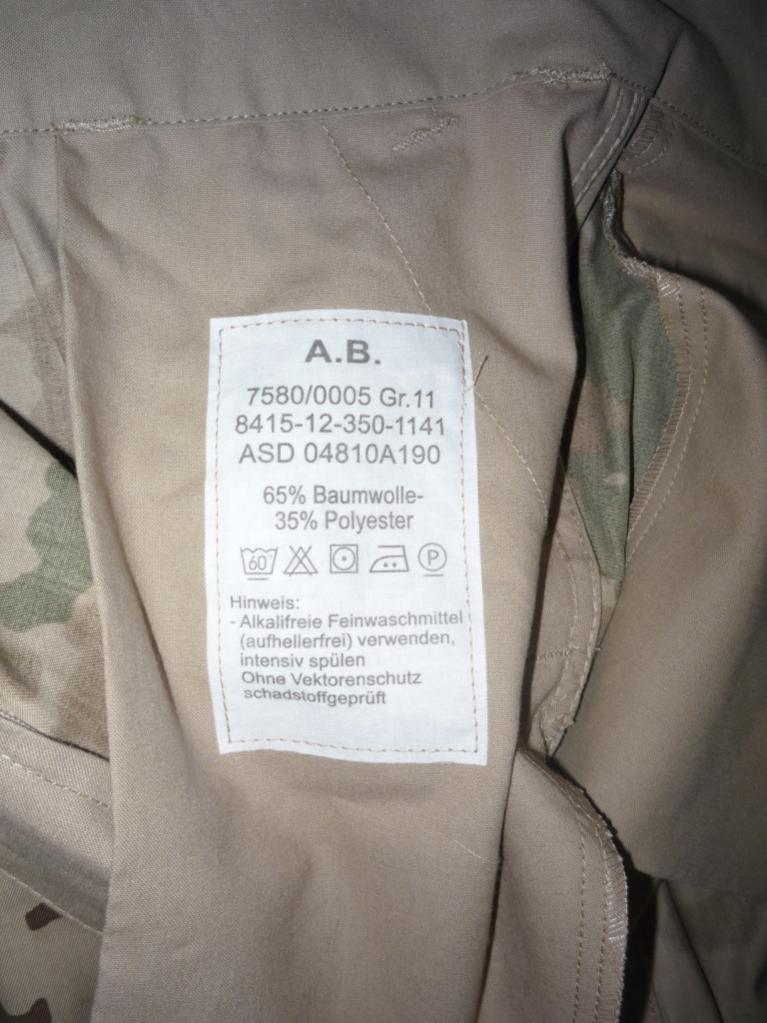 A.B.
7580/0005 Gr.11
8415-12-350-1141
ASD 04810A190
65% Baumwolle-
35% Polyester
60
P
Hinweis:
- Alkalifreie Feinwaschmittel
(aufhellerfrei) verwenden,
intensiv spülen
Ohne Vektorenschutz
schadstoffgeprüft